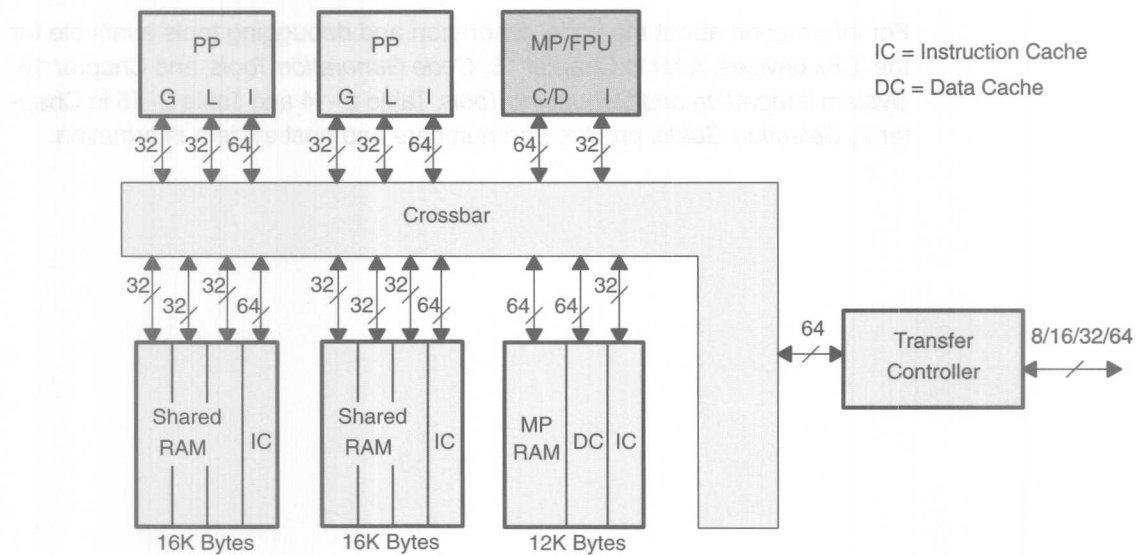 PP
PP
MP/FPU
IC = Instruction Cache
DC = Data Cache
G L I
G L I
C/D I
32 32 64
32 32 64
64 32
Crossbar
32 32 32 64
32 32 32 64
64 64 32
64
Transfer
Controller
8/16/32/64
Shared
RAM
IC
Shared
RAM
IC
MP
RAM
DC
IC
16K Bytes
16K Bytes
12K Bytes